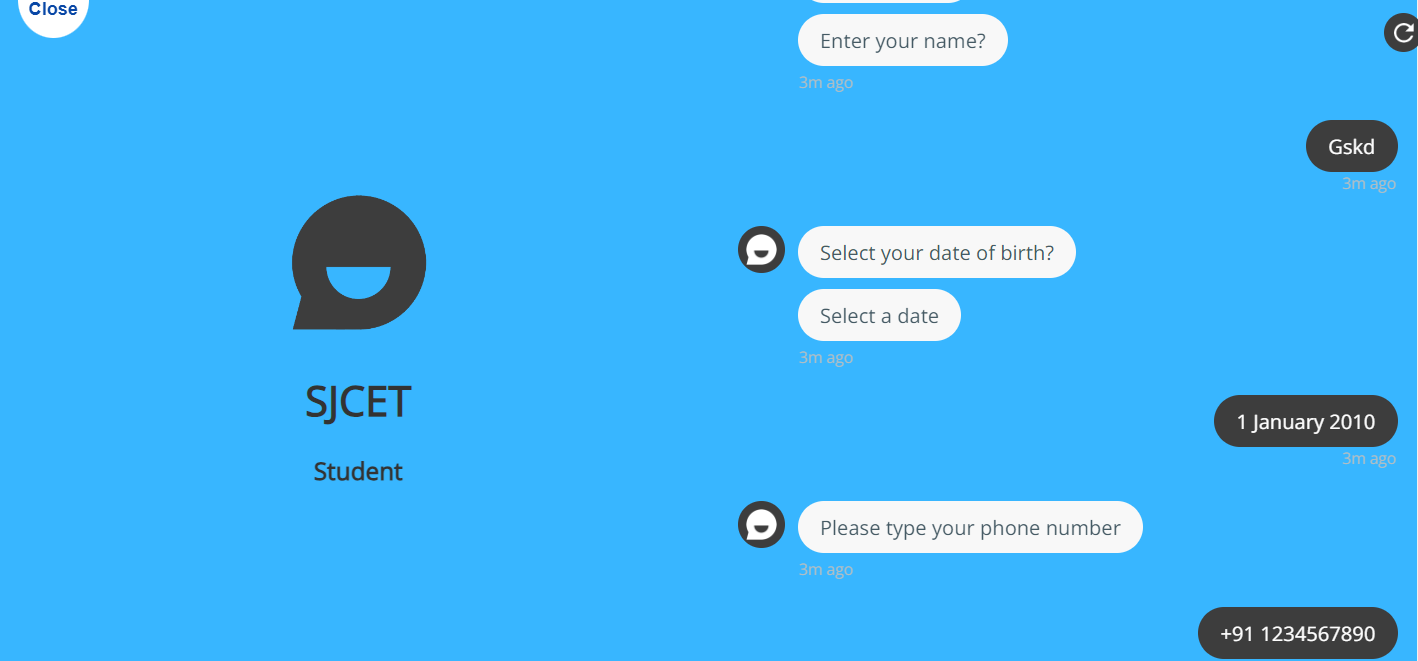 Close
Enter your name?
3m ago
Gskd
3m ago
Select your date of birth?
Select a date
3m ago
SJCET
Student
1 January 2010
3m ago
Please type your phone number
3m ago
+91 1234567890